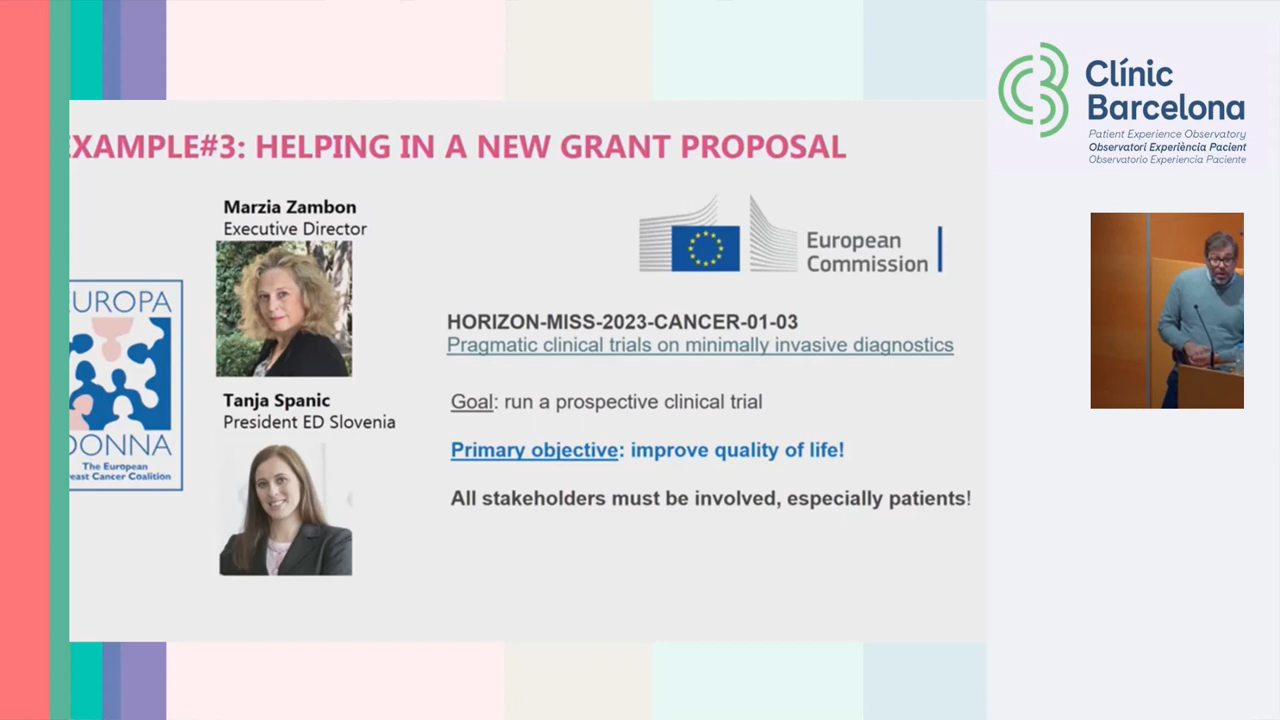 EXAMPLE#3: HELPING IN A NEW GRANT PROPOSAL
Marzia Zambon
Executive Director
EUROPA
DONNA
The European
Breast Cancer Coalition
Tanja Spanic
President ED Slovenia
European
Commission
HORIZON-MISS-2023-CANCER-01-03
Pragmatic clinical trials on minimally invasive diagnostics
Goal: run a prospective clinical trial
Primary objective: improve quality of life!
All stakeholders must be involved, especially patients!
Clínic
Barcelona
Patient Experience Observatory
Observatori Experiència Pacient
Observatorio Experiencia Paciente